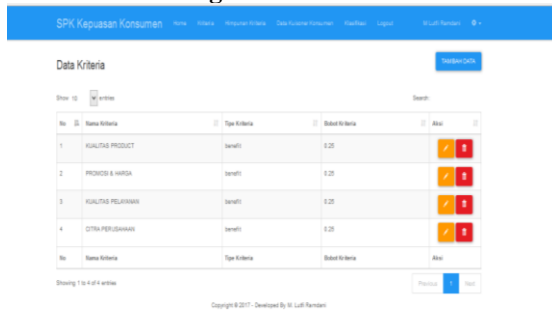 SPK Kepuasan Konsumen Home Kriteria Himpunan Kriteria Data Kuisioner Konsumen Klasifikasi Logout M Lutfi Ramdani
Data Kriteria
TAMBAH DATA
Show 10 entries Search:
No Nama Kriteria Tipe Kriteria Bobot Kriteria Aksi
1 KUALITAS PRODUCT benefit 0.25
2 PROMOSI & HARGA benefit 0.25
3 KUALITAS PELAYANAN benefit 0.25
4 CITRA PERUSAHAAN benefit 0.25
No Nama Kriteria Tipe Kriteria Bobot Kriteria Aksi
Showing 1 to 4 of 4 entries Previous 1 Next
Copyright © 2017 - Developed By M. Lutfi Ramdani